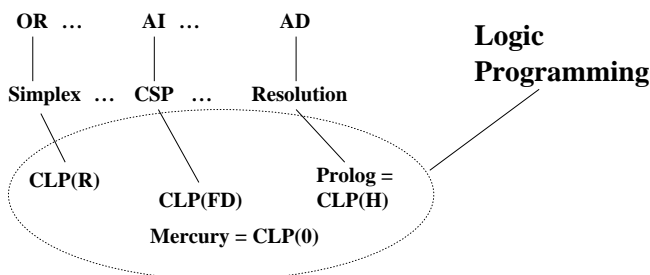 OR ... AI ... AD
Logic
Programming
Simplex ... CSP ... Resolution
CLP(R)
CLP(FD)
Prolog =
CLP(H)
Mercury = CLP(0)